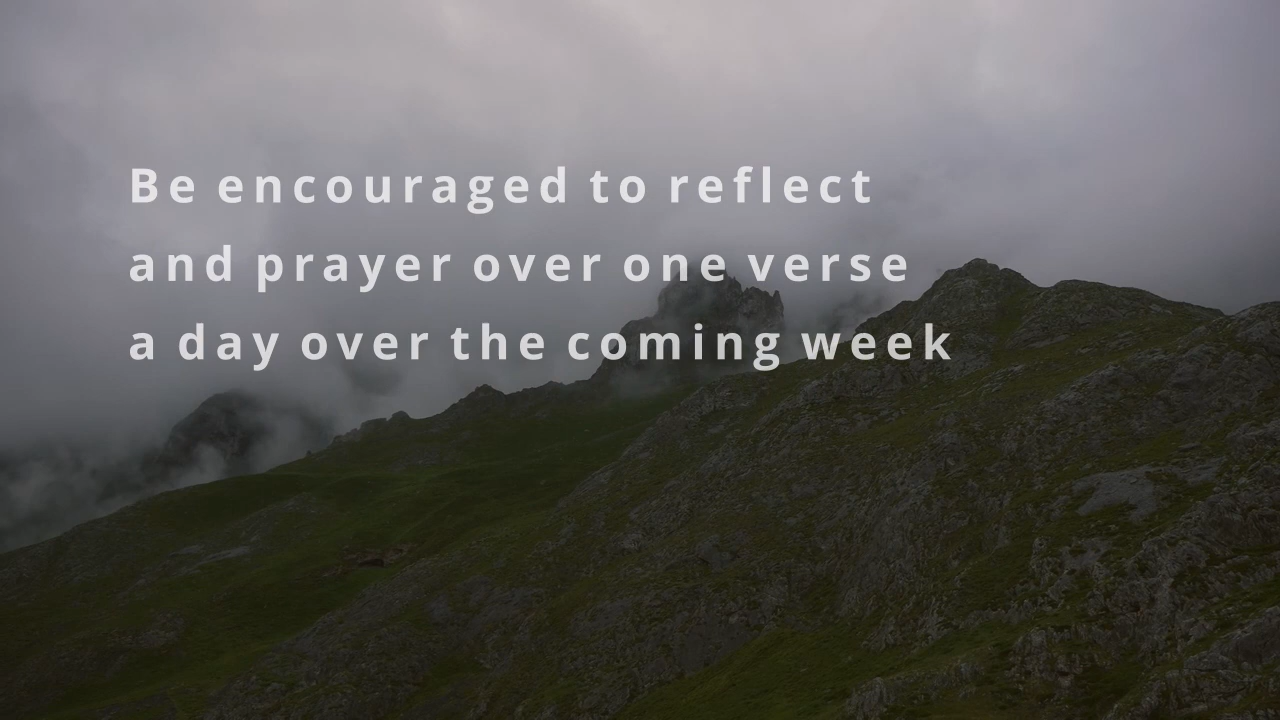 Be encouraged to reflect
and prayer over one verse
a day over the coming week